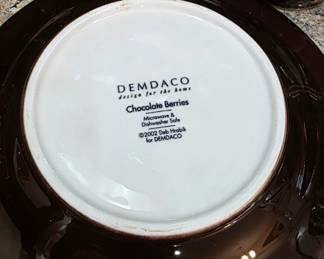 DEMDACO
design for the home
Chocolate Berries
Microwave &
Dishwasher Safe
©2002 Deb Hrabik
for DEMDACO